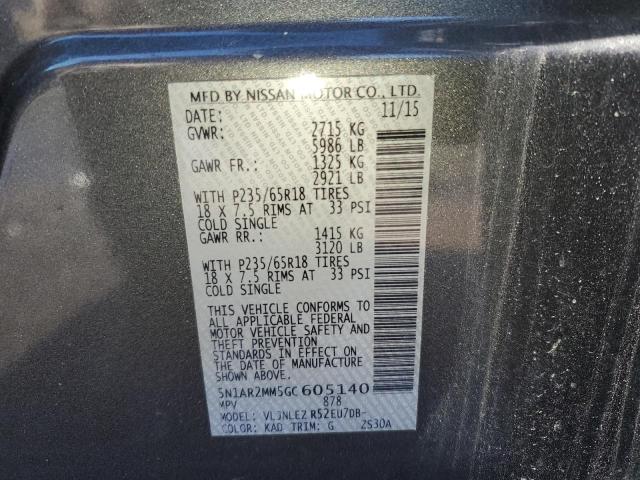 MFD BY NISSAN MOTOR CO., LTD.
DATE: 11/15
GVWR: 2715 KG
5986 LB
GAWR FR.: 1325 KG
2921 LB
WITH P235/65R18 TIRES
18 X 7.5 RIMS AT 33 PSI
COLD SINGLE
GAWR RR.: 1415 KG
3120 LB
WITH P235/65R18 TIRES
18 X 7.5 RIMS AT 33 PSI
COLD SINGLE
THIS VEHICLE CONFORMS TO
ALL APPLICABLE FEDERAL
MOTOR VEHICLE SAFETY AND
THEFT PREVENTION
STANDARDS IN EFFECT ON
THE DATE OF MANUFACTURE
SHOWN ABOVE.
5N1AR2MM5GC605140
MPV 878
MODEL: VLJNLEZ R52EU7DB-
COLOR: KAD TRIM: G 2S30A